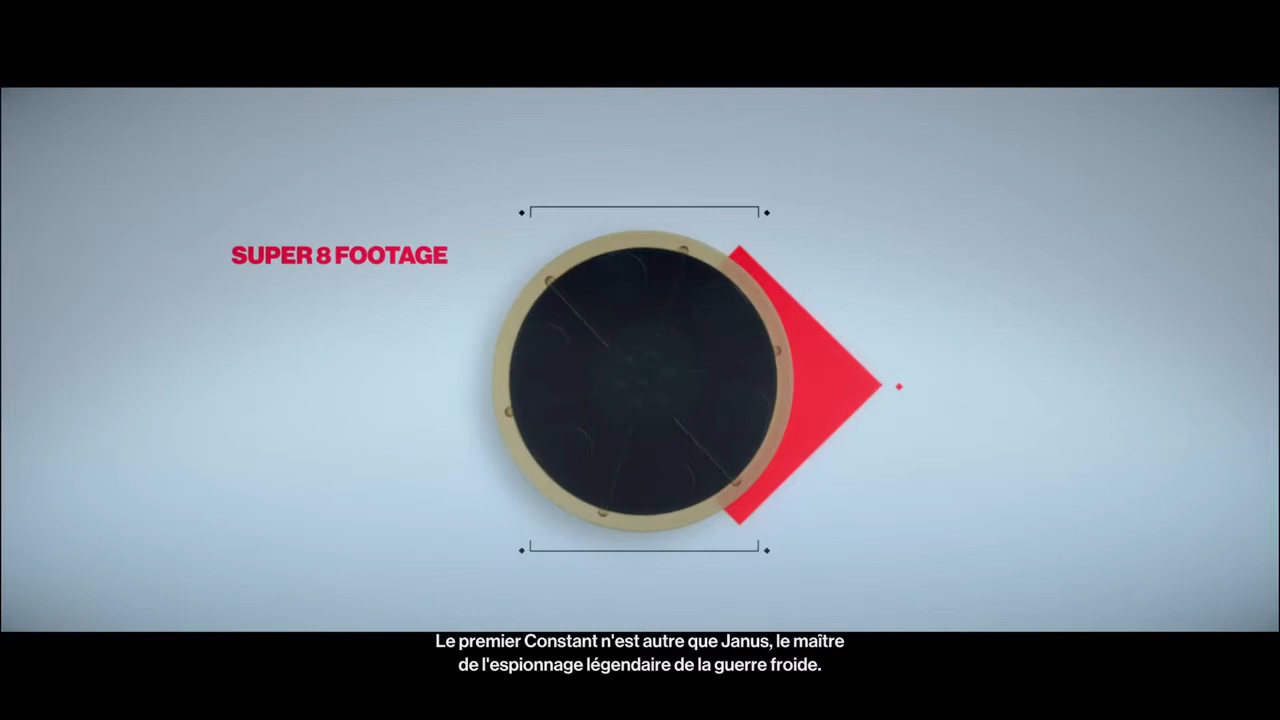 SUPER 8 FOOTAGE
Le premier Constant n'est autre que Janus, le maître
de l'espionnage légendaire de la guerre froide.